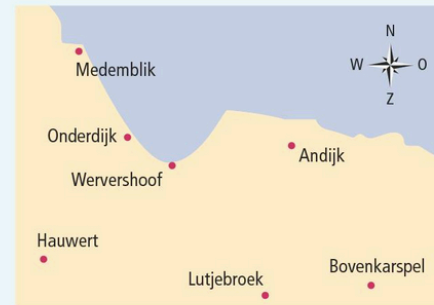 N
W O
Z
Medemblik
Onderdijk
Andijk
Wervershoof
Hauwert
Bovenkarspel
Lutjebroek